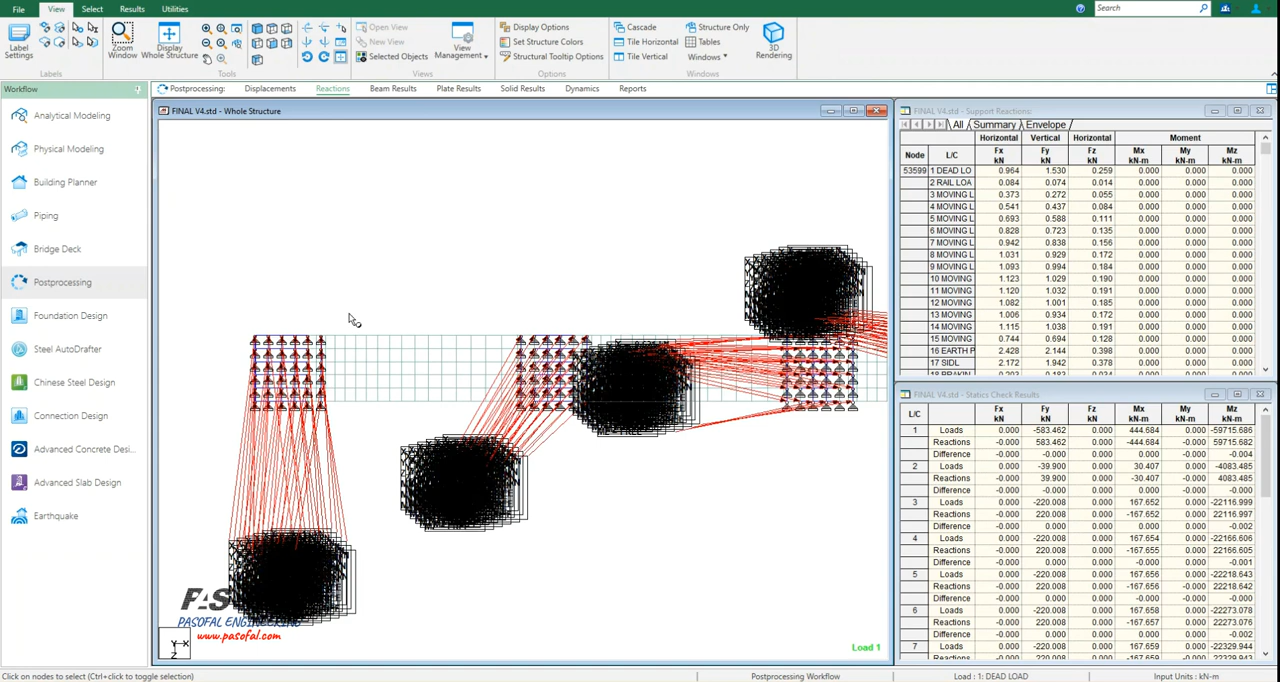 File View Select Results Utilities Search
Label Settings
Labels
Zoom Window
Display Whole Structure
Tools
Open View
New View
Selected Objects
View Management
Views
Display Options
Set Structure Colors
Structural Tooltip Options
Options
Cascade
Tile Horizontal
Tile Vertical
Structure Only
Tables
Windows
Windows
3D Rendering
Workflow
Postprocessing: Displacements Reactions Beam Results Plate Results Solid Results Dynamics Reports
Analytical Modeling
Physical Modeling
Building Planner
Piping
Bridge Deck
Postprocessing
Foundation Design
Steel AutoDrafter
Chinese Steel Design
Connection Design
Advanced Concrete Desi...
Advanced Slab Design
Earthquake
FINAL V4.std - Whole Structure
PASOFAL ENGINEERING
www.pasofal.com
Y X
Z
Load 1
FINAL V4.std - Support Reactions:
All Summary Envelope
Horizontal Vertical Horizontal Moment
Node L/C Fx kN Fy kN Fz kN Mx kN-m My kN-m Mz kN-m
53599 1 DEAD LO 0.964 1.530 0.259 0.000 0.000 0.000
2 RAIL LOA 0.084 0.074 0.014 0.000 0.000 0.000
3 MOVING L 0.373 0.272 0.055 0.000 0.000 0.000
4 MOVING L 0.541 0.437 0.084 0.000 0.000 0.000
5 MOVING L 0.693 0.588 0.111 0.000 0.000 0.000
6 MOVING L 0.828 0.723 0.135 0.000 0.000 0.000
7 MOVING L 0.942 0.838 0.156 0.000 0.000 0.000
8 MOVING L 1.031 0.929 0.172 0.000 0.000 0.000
9 MOVING L 1.093 0.994 0.184 0.000 0.000 0.000
10 MOVING 1.123 1.029 0.190 0.000 0.000 0.000
11 MOVING 1.120 1.032 0.191 0.000 0.000 0.000
12 MOVING 1.082 1.001 0.185 0.000 0.000 0.000
13 MOVING 1.006 0.934 0.172 0.000 0.000 0.000
14 MOVING 1.115 1.038 0.191 0.000 0.000 0.000
15 MOVING 0.744 0.694 0.128 0.000 0.000 0.000
16 EARTH P 2.428 2.144 0.398 0.000 0.000 0.000
17 SIDL 2.172 1.942 0.378 0.000 0.000 0.000
FINAL V4.std - Statics Check Results
L/C Fx kN Fy kN Fz kN Mx kN-m My kN-m Mz kN-m
1 Loads 0.000 -583.462 0.000 444.684 0.000 -59715.686
Reactions -0.000 583.462 0.000 -444.684 -0.000 59715.682
Difference -0.000 -0.000 0.000 -0.000 -0.000 -0.004
2 Loads 0.000 -39.900 0.000 30.407 0.000 -4083.485
Reactions -0.000 39.900 0.000 -30.407 -0.000 4083.485
Difference -0.000 -0.000 0.000 -0.000 -0.000 -0.000
3 Loads 0.000 -220.008 0.000 167.652 0.000 -22116.999
Reactions -0.000 220.008 0.000 -167.652 -0.000 22116.997
Difference -0.000 0.000 0.000 0.000 -0.000 -0.002
4 Loads 0.000 -220.008 0.000 167.654 0.000 -22166.606
Reactions -0.000 220.008 0.000 -167.655 -0.000 22166.605
Difference -0.000 0.000 0.000 -0.000 -0.000 -0.001
5 Loads 0.000 -220.008 0.000 167.656 0.000 -22218.643
Reactions -0.000 220.008 0.000 -167.656 -0.000 22218.642
Difference -0.000 0.000 0.000 -0.000 -0.000 -0.000
6 Loads 0.000 -220.008 0.000 167.658 0.000 -22273.078
Reactions -0.000 220.008 0.000 -167.658 -0.000 22273.076
Difference -0.000 0.000 0.000 -0.000 -0.000 -0.002
7 Loads 0.000 -220.008 0.000 167.659 0.000 -22329.944
Click on nodes to select (Ctrl+click to toggle selection) Postprocessing Workflow Load : 1: DEAD LOAD Input Units : kN-m